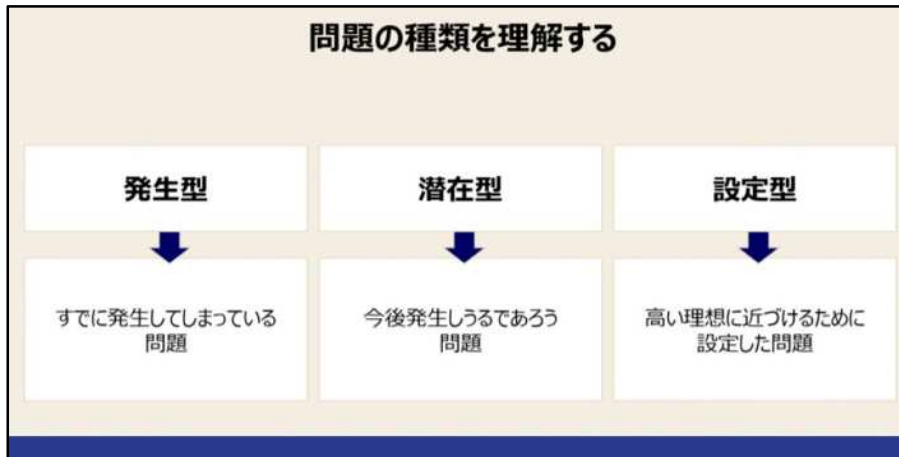 問題の種類を理解する
発生型
潜在型
設定型
すでに発生してしまっている
問題
今後発生しうるであろう
問題
高い理想に近づけるために
設定した問題